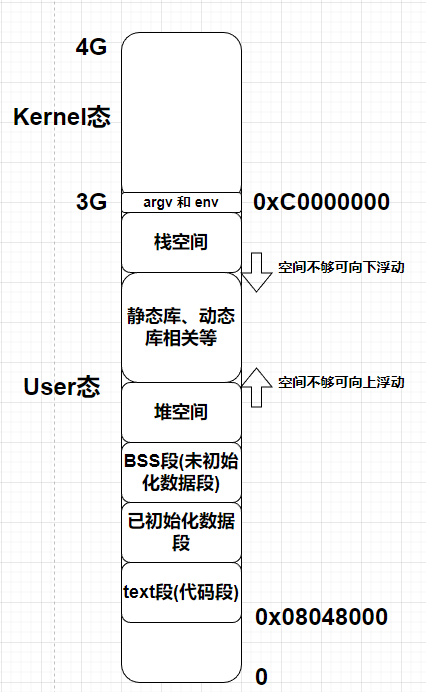 4G
Kernel态
3G
argv 和 env
0xC0000000
栈空间
空间不够可向下浮动
静态库、动态
库相关等
User态
空间不够可向上浮动
堆空间
BSS段(未初始
化数据段)
已初始化数据
段
text段(代码段)
0x08048000
0